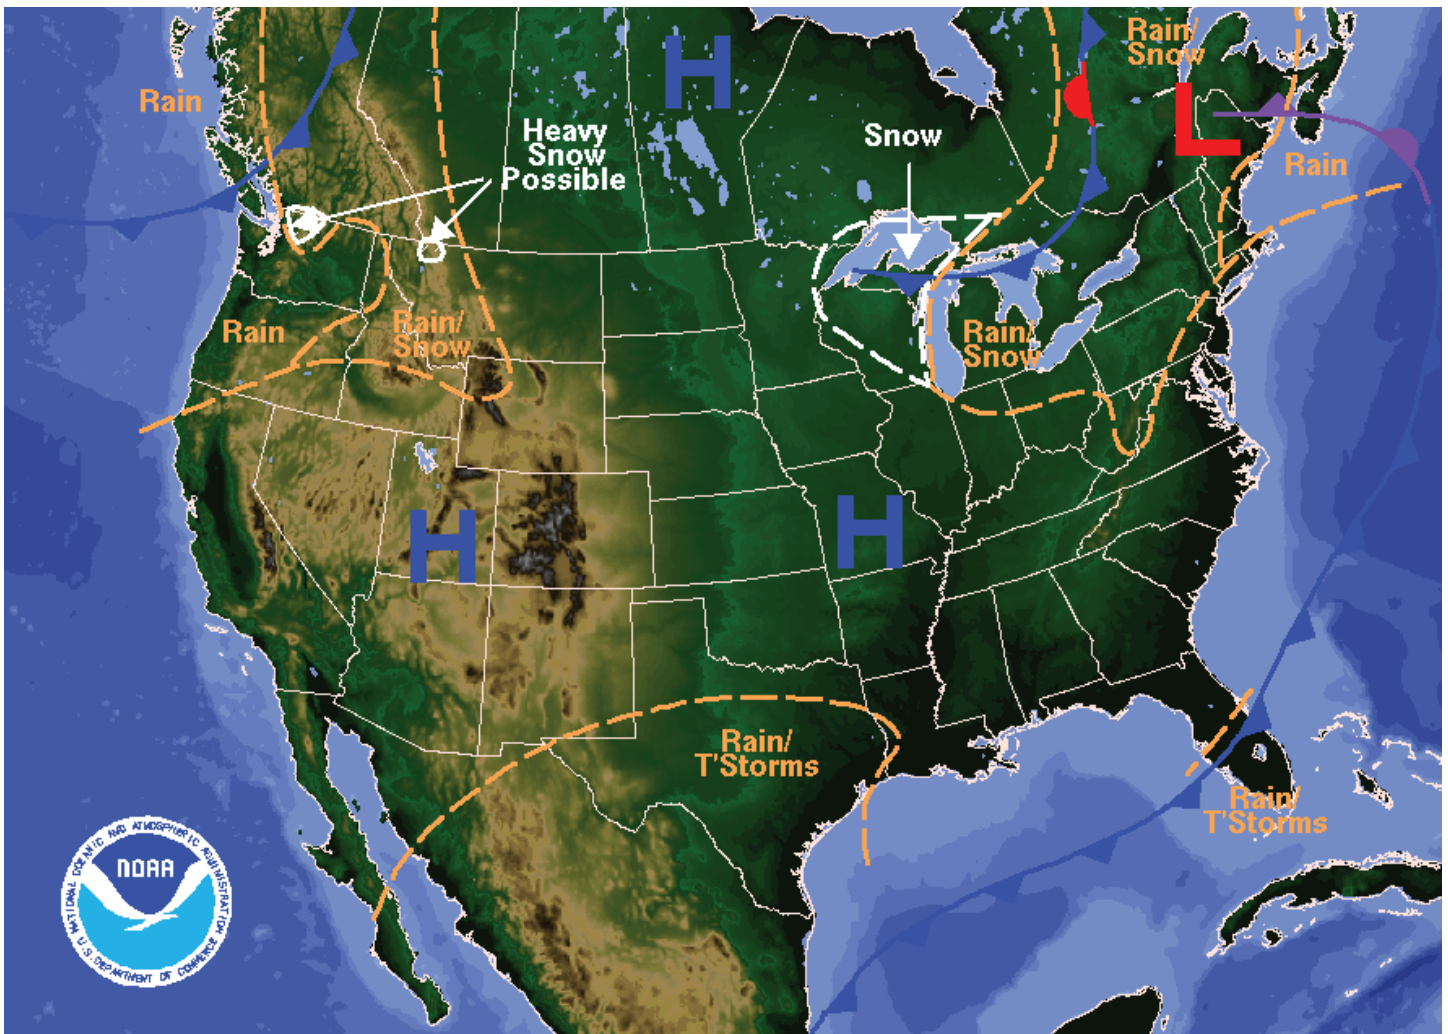 H
Rain/
Snow
Rain
L
Heavy
Snow
Possible
Snow
Rain
Rain
Rain/
Snow
Rain/
Snow
H
H
Rain/
T'Storms
Rain/
T'Storms
NATIONAL OCEANIC AND ATMOSPHERIC ADMINISTRATION
NOAA
U.S. DEPARTMENT OF COMMERCE